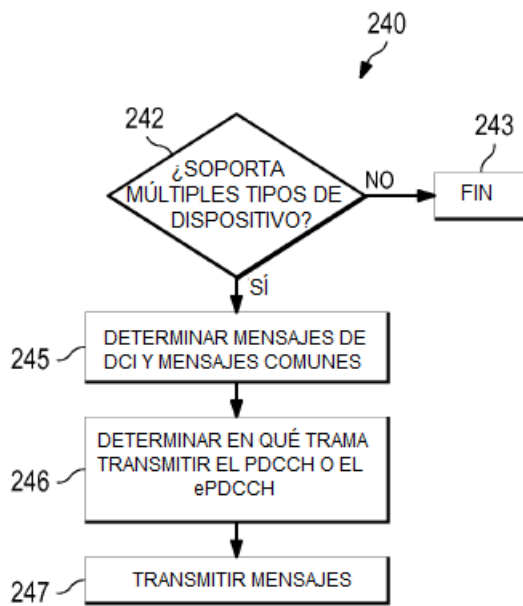 240
242
¿SOPORTA
MÚLTIPLES TIPOS DE
DISPOSITIVO?
NO
243
FIN
SÍ
245
DETERMINAR MENSAJES DE
DCI Y MENSAJES COMUNES
246
DETERMINAR EN QUÉ TRAMA
TRANSMITIR EL PDCCH O EL
ePDCCH
247
TRANSMITIR MENSAJES